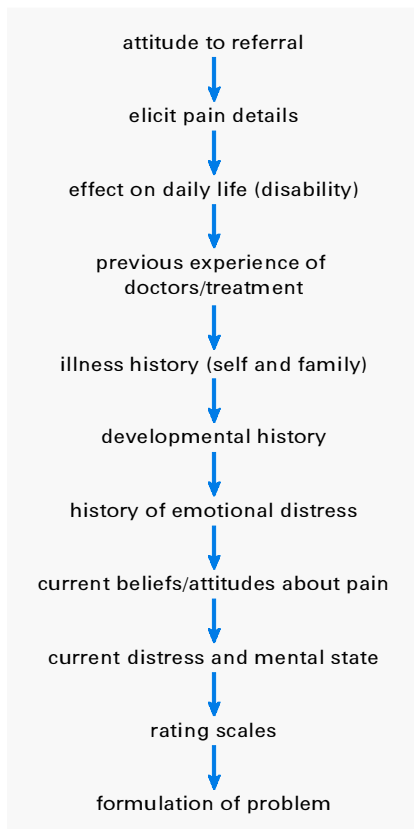 attitude to referral
elicit pain details
effect on daily life (disability)
previous experience of
doctors/treatment
illness history (self and family)
developmental history
history of emotional distress
current beliefs/attitudes about pain
current distress and mental state
rating scales
formulation of problem